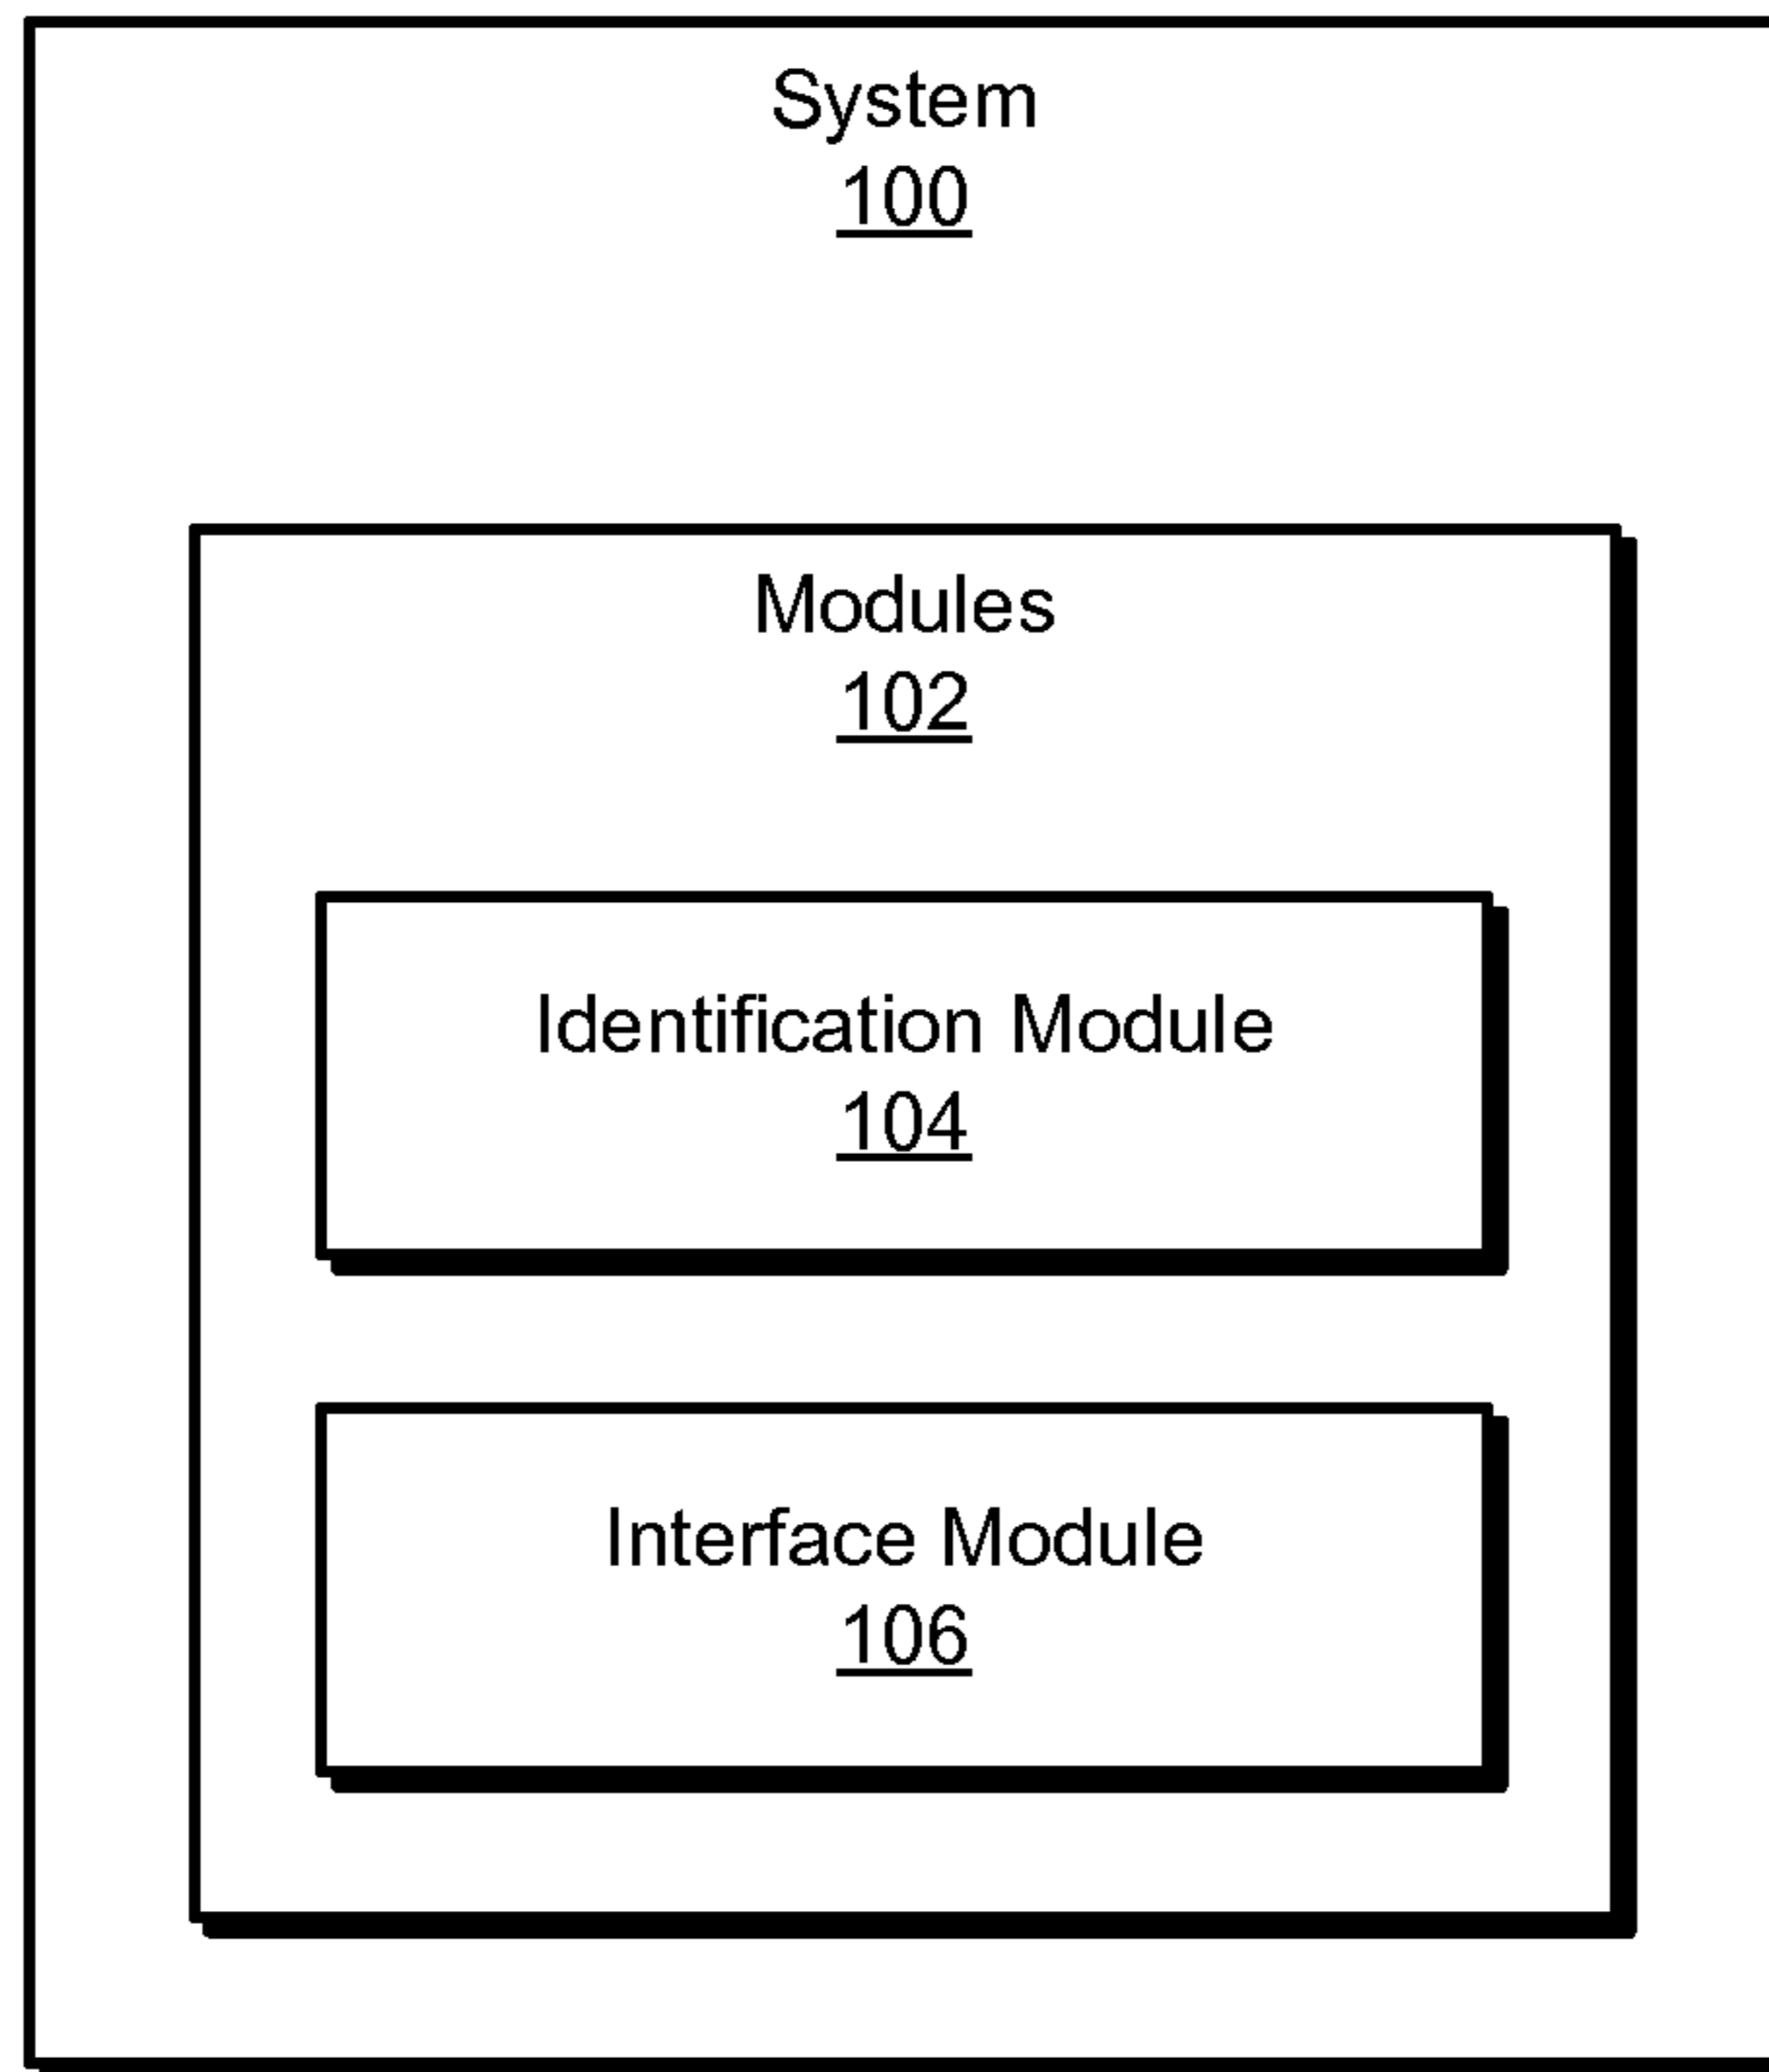 System
100
Modules
102
Identification Module
104
Interface Module
106